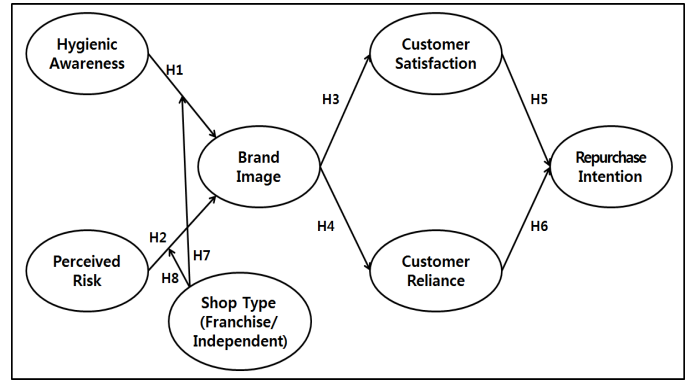 Hygienic
Awareness
H1
Customer
Satisfaction
H3
H5
Brand
Image
Repurchase
Intention
H2
H4
H6
Perceived
Risk
H7
H8
Customer
Reliance
Shop Type
(Franchise/
Independent)